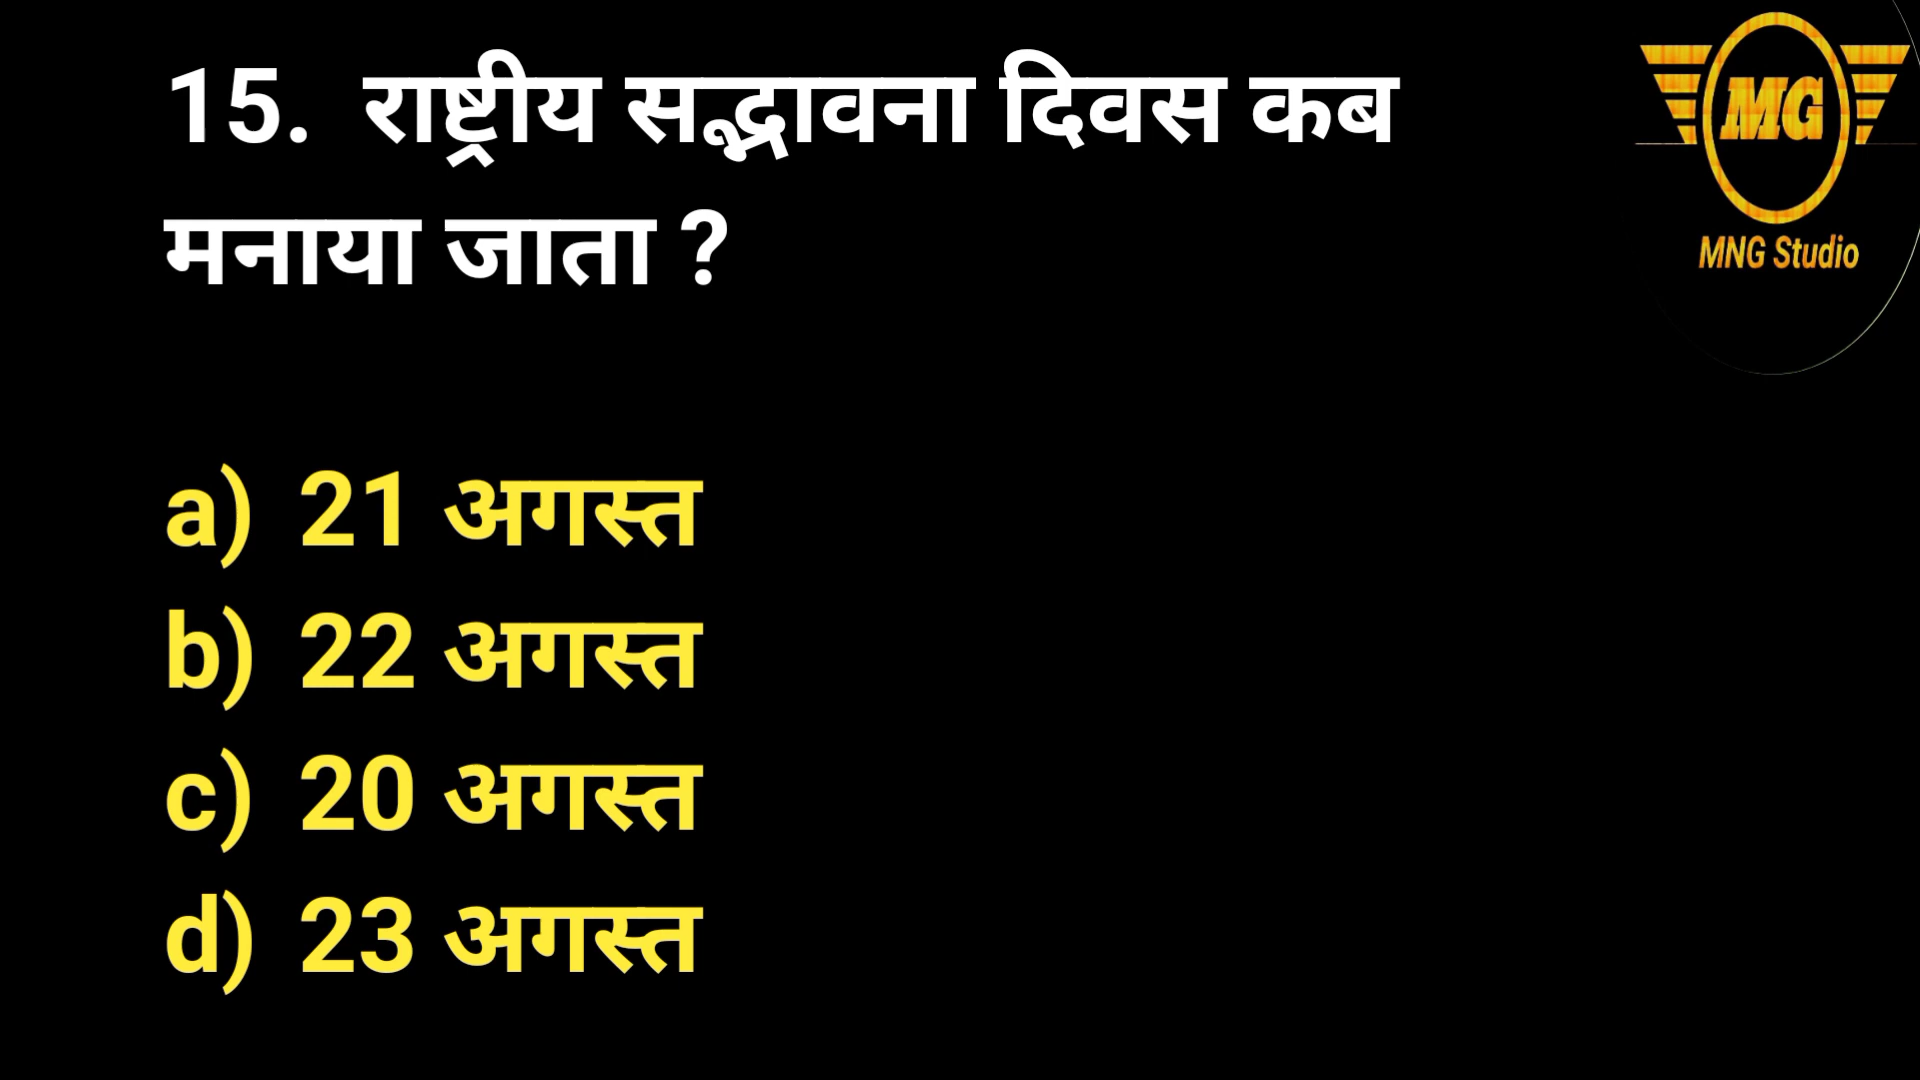 15. राष्ट्रीय सद्भावना दिवस कब
मनाया जाता ?
a) 21 अगस्त
b) 22 अगस्त
c) 20 अगस्त
d) 23 अगस्त
MG
MNG Studio